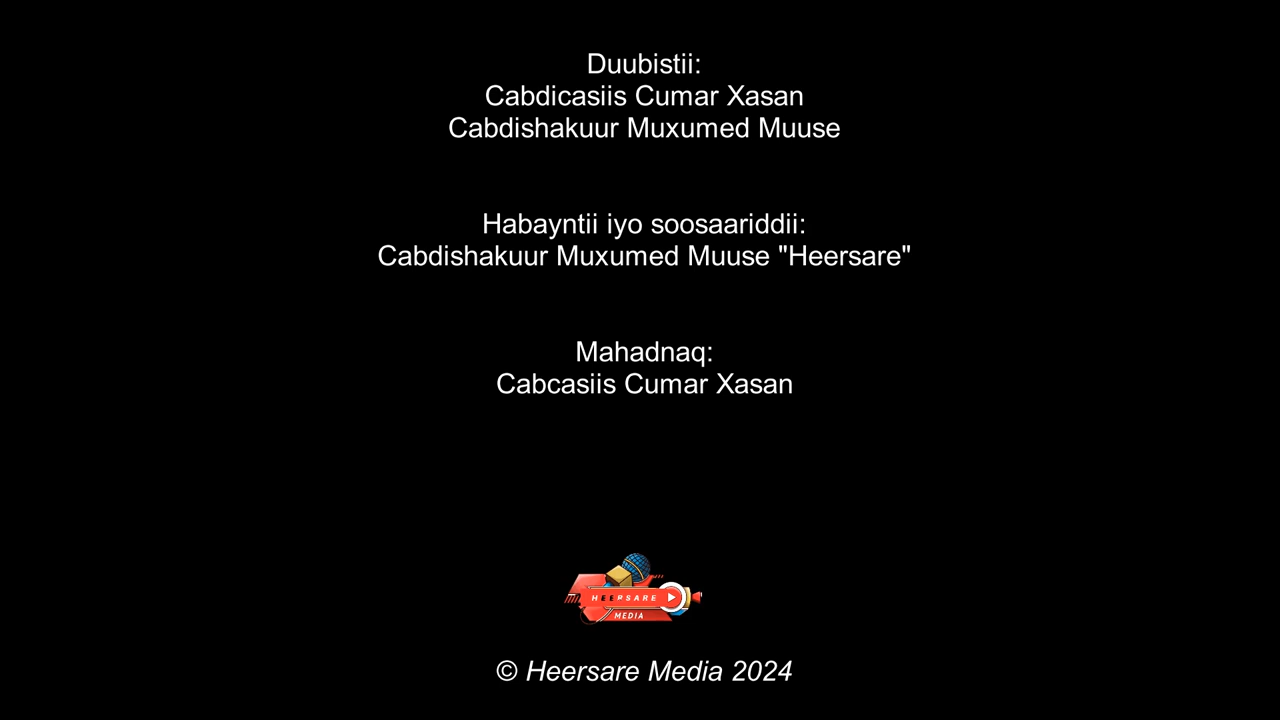 Duubistii:
Cabdicasiis Cumar Xasan
Cabdishakuur Muxumed Muuse
Habayntii iyo soosaariddii:
Cabdishakuur Muxumed Muuse "Heersare"
Mahadnaq:
Cabcasiis Cumar Xasan
HEERSARE
MEDIA
© Heersare Media 2024